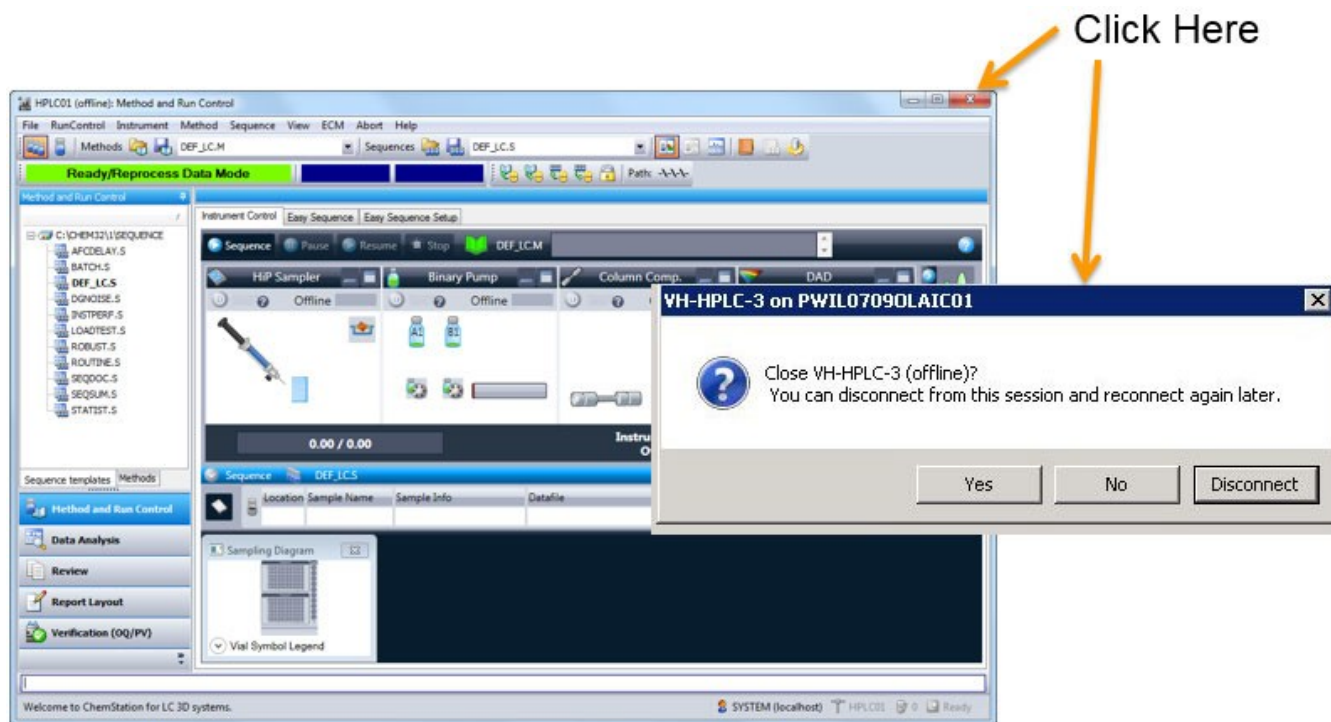 Click Here
HPLC01 (offline): Method and Run Control
File RunControl Instrument Method Sequence View ECM Abort Help
Methods DEF_LC.M Sequences DEF_LC.S
Ready/Reprocess Data Mode Path:
Method and Run Control
Instrument Control Easy Sequence Easy Sequence Setup
C:\CHEM32\1\SEQUENCE
AFCDELAY.S
BATCH.S
DEF_LC.S
DGNOISE.S
INSTPERF.S
LOADTEST.S
ROBUST.S
ROUTINE.S
SEQDOC.S
SEQSUM.S
STATIST.S
Sequence Pause Resume Stop DEF_LC.M
HiP Sampler Binary Pump Column Comp. DAD
Offline Offline
A1 B1
0.00 / 0.00
Instru
O
VH-HPLC-3 on PWIL0709OLAIC01
Close VH-HPLC-3 (offline)?
You can disconnect from this session and reconnect again later.
Yes No Disconnect
Sequence templates Methods
Sequence DEF_LC.S
Location Sample Name Sample Info Datafile
Method and Run Control
Data Analysis
Review
Report Layout
Verification (OQ/PV)
Sampling Diagram
Vial Symbol Legend
Welcome to ChemStation for LC 3D systems.
SYSTEM (localhost) HPLC01 0 Ready